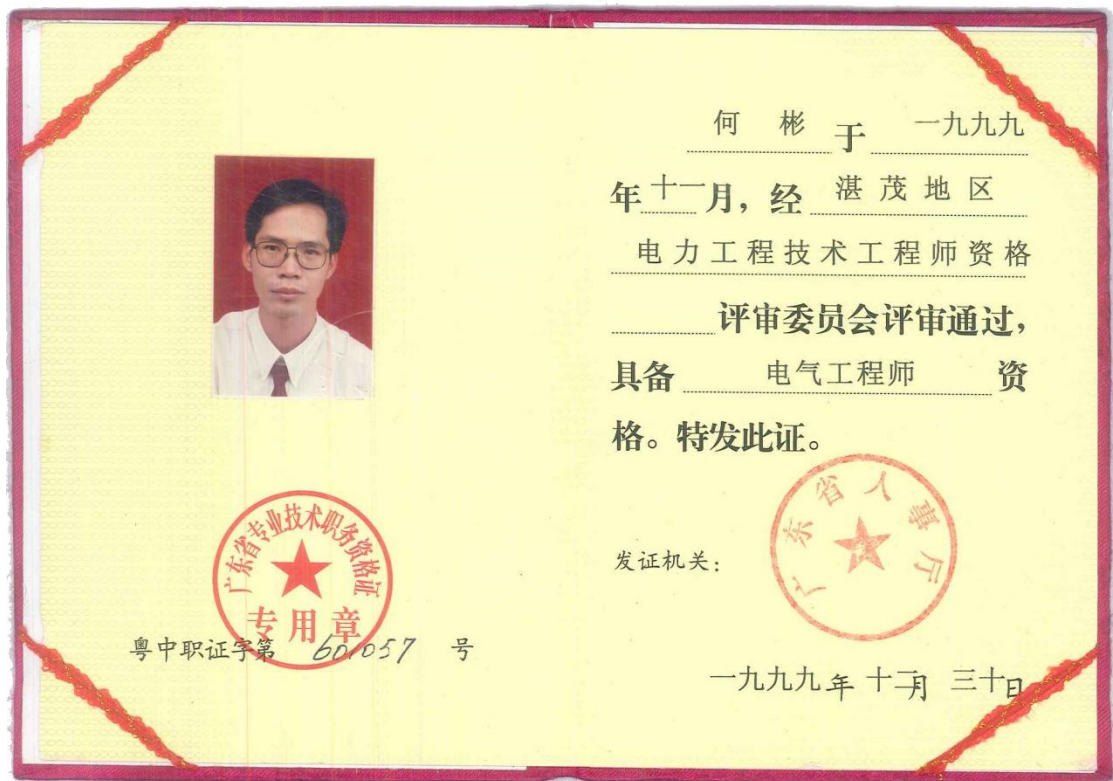 广东省专业技术职务资格证
专用章
粤中职证字第 601057 号
何彬 于 一九九九
年十一月，经 湛茂地区
电力工程技术工程师资格
评审委员会评审通过，
具备 电气工程师 资
格。特发此证。
发证机关：
广东省人事厅
一九九九年十二月三十日